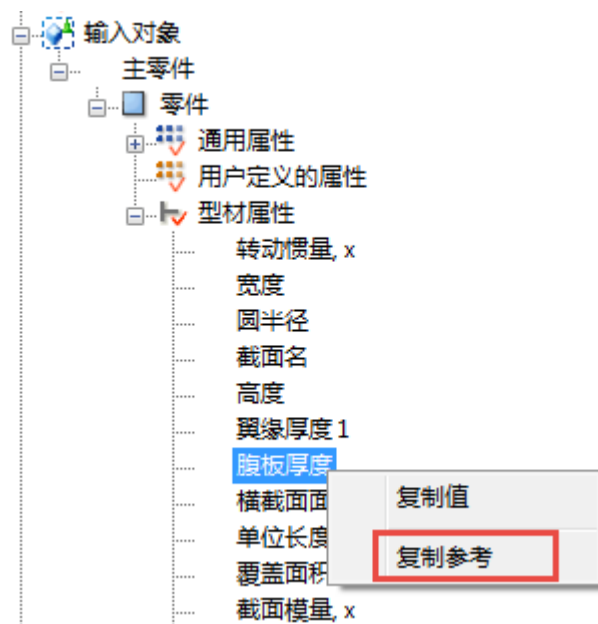 输入对象
主零件
零件
通用属性
用户定义的属性
型材属性
转动惯量, x
宽度
圆半径
截面名
高度
翼缘厚度 1
腹板厚度
横截面面
复制值
单位长度
复制参考
覆盖面积
截面模量, x